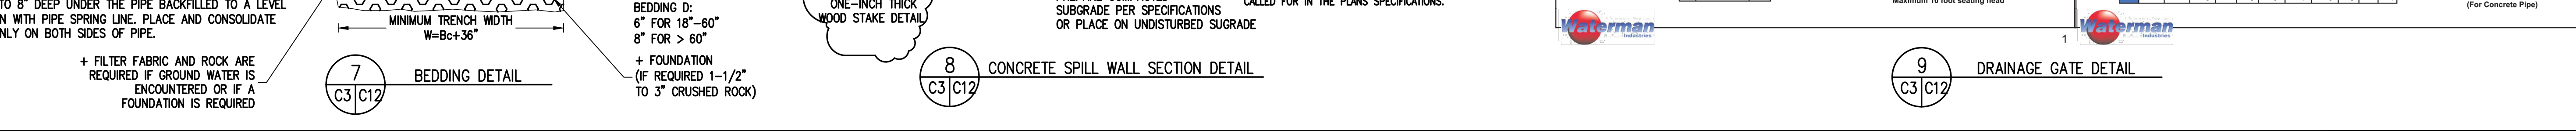 TO 8" DEEP UNDER THE PIPE BACKFILLED TO A LEVEL
N WITH PIPE SPRING LINE. PLACE AND CONSOLIDATE
NLY ON BOTH SIDES OF PIPE.
+ FILTER FABRIC AND ROCK ARE
REQUIRED IF GROUND WATER IS
ENCOUNTERED OR IF A
FOUNDATION IS REQUIRED
MINIMUM TRENCH WIDTH
W=Bc+36"
7
C3 C12
BEDDING DETAIL
BEDDING D:
6" FOR 18"-60"
8" FOR > 60"
+ FOUNDATION
(IF REQUIRED 1-1/2"
TO 3" CRUSHED ROCK)
ONE-INCH THICK
WOOD STAKE DETAIL
8
C3 C12
CONCRETE SPILL WALL SECTION DETAIL
SUBGRADE PER SPECIFICATIONS
OR PLACE ON UNDISTURBED SUGRADE
CALLED FOR IN THE PLANS SPECIFICATIONS.
Waterman
Industries
Maximum 10 foot seating head
1
Waterman
Industries
(For Concrete Pipe)
9
C3 C12
DRAINAGE GATE DETAIL